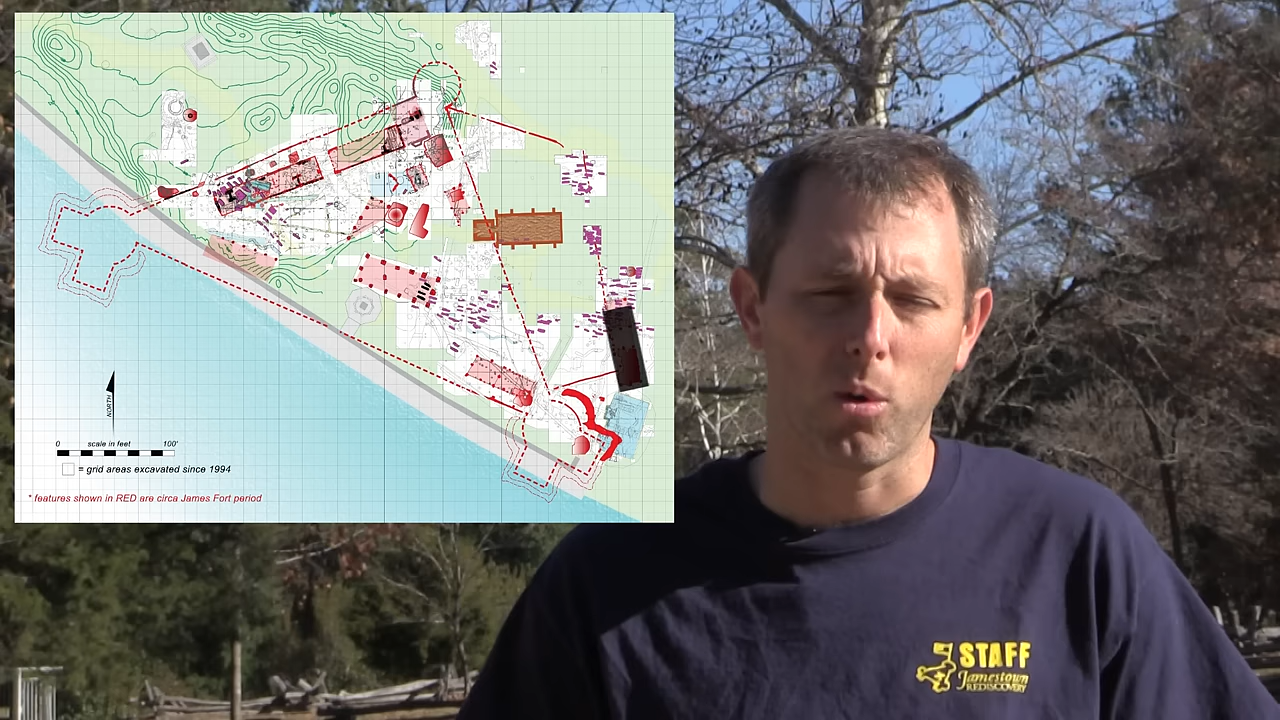 NORTH
0 scale in feet 100'
= grid areas excavated since 1994
* features shown in RED are circa James Fort period
STAFF
Jamestown
REDISCOVERY